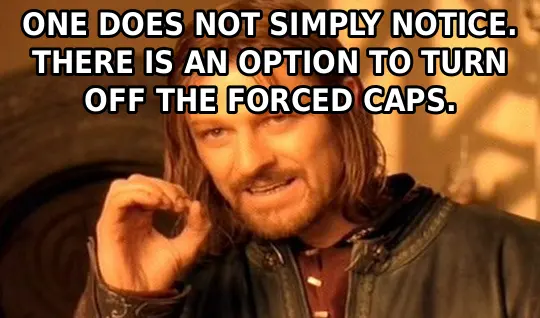 ONE DOES NOT SIMPLY NOTICE.
THERE IS AN OPTION TO TURN
OFF THE FORCED CAPS.